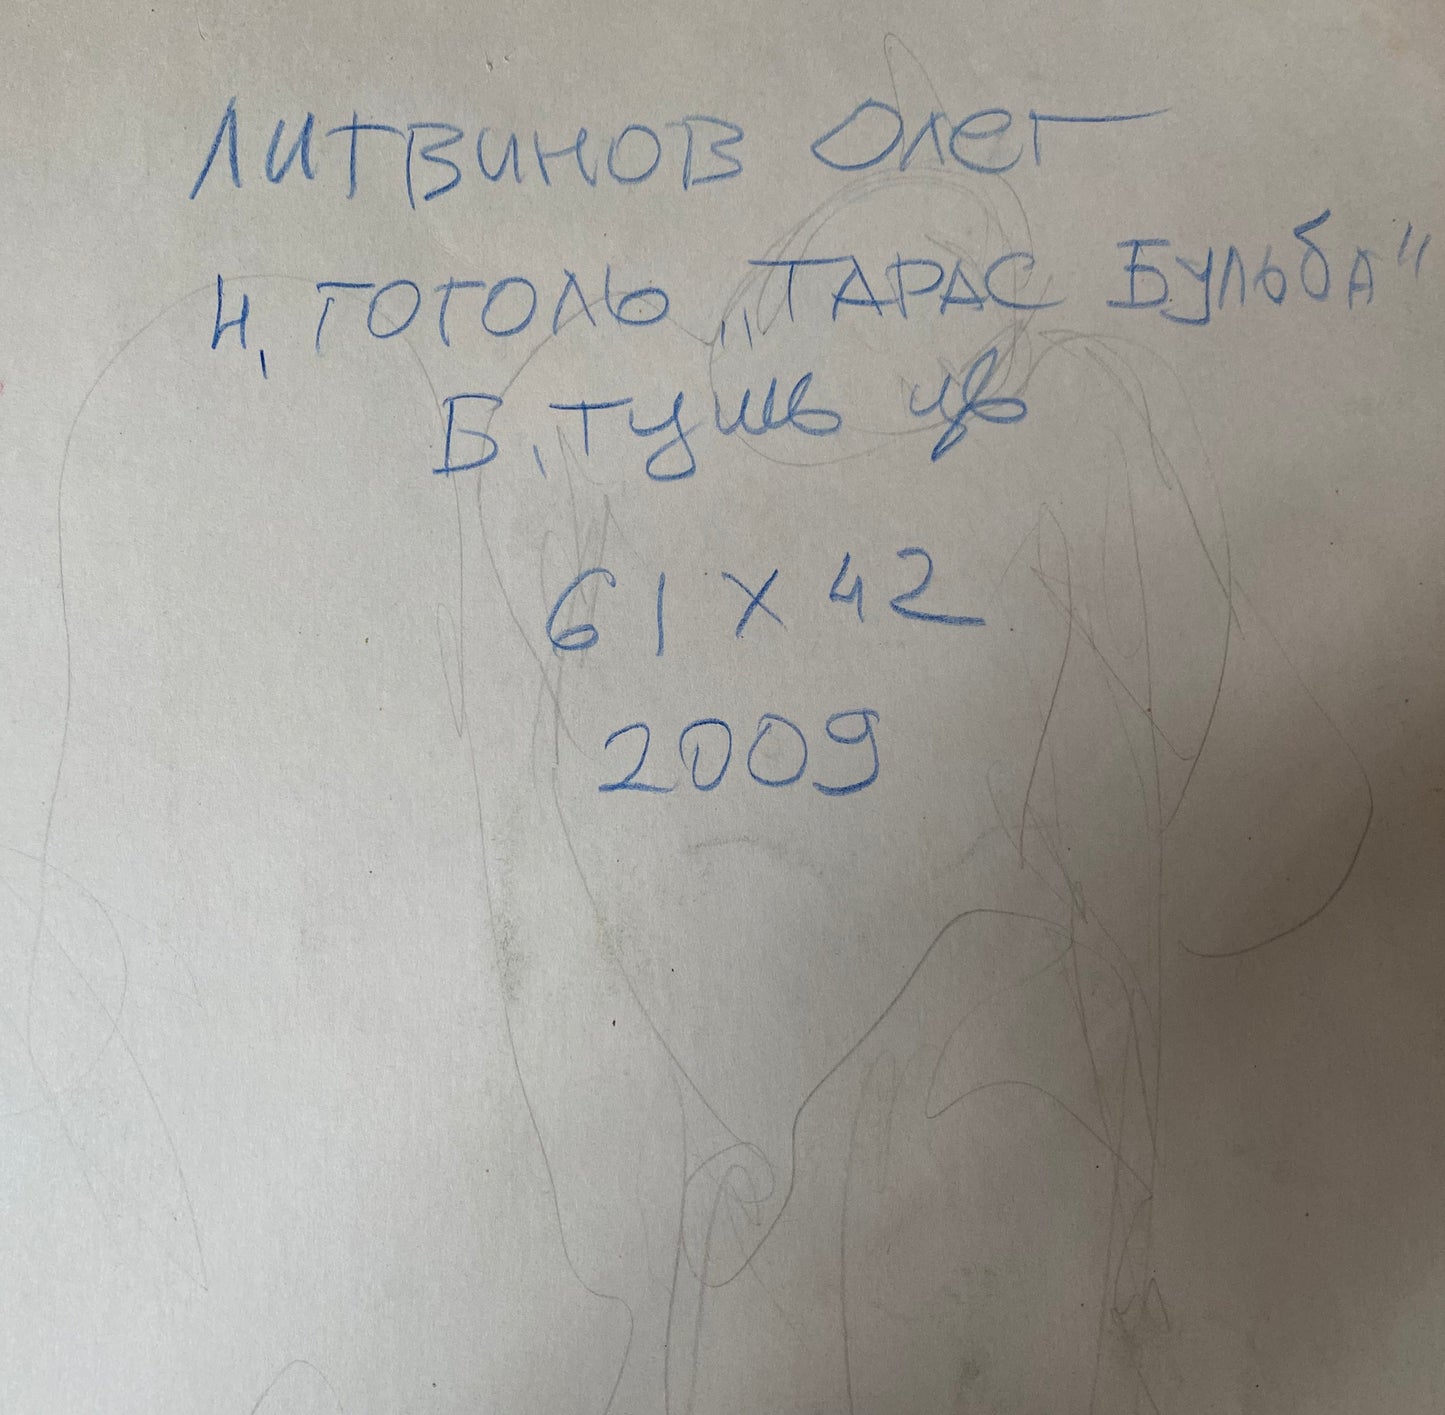 ЛИТВИНОВ ОЛЕГ
Н, ГОГОЛЬ „ТАРАС БУЛЬБА"
Б, тушь цв
61 х 42
2009